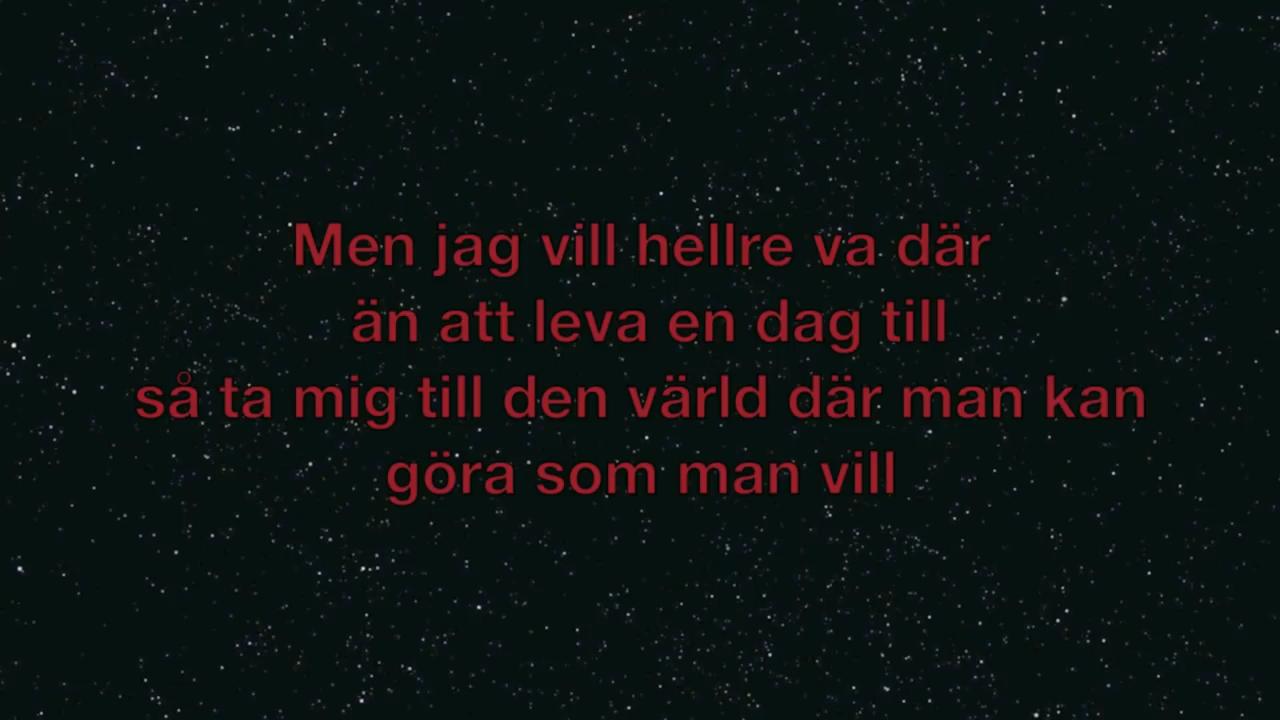 Men jag vill hellre va där
än att leva en dag till
så ta mig till den värld där man kan
göra som man vill